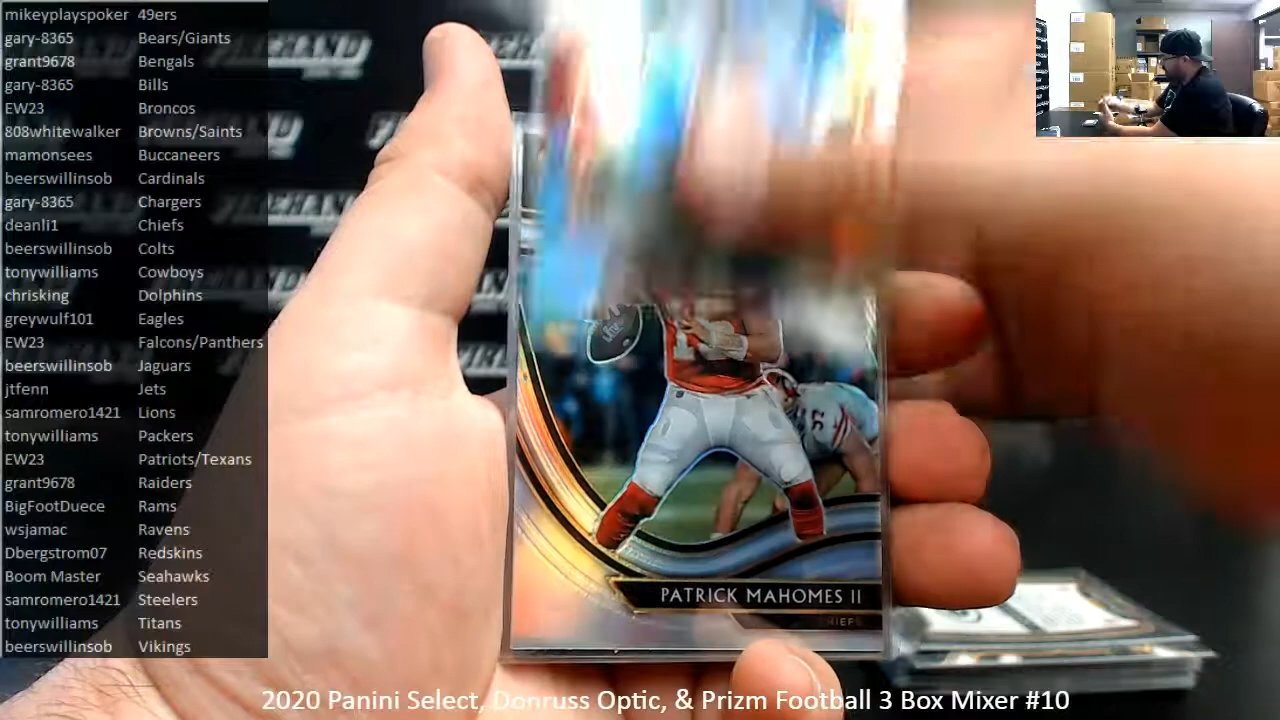 mikeyplayspoker 49ers
gary-8365 Bears/Giants
grant9678 Bengals
gary-8365 Bills
EW23 Broncos
808whitewalker Browns/Saints
mamonsees Buccaneers
beerswillinsob Cardinals
gary-8365 Chargers
deanli1 Chiefs
beerswillinsob Colts
tonywilliams Cowboys
chrisking Dolphins
greywulf101 Eagles
EW23 Falcons/Panthers
beerswillinsob Jaguars
jtfenn Jets
samromero1421 Lions
tonywilliams Packers
EW23 Patriots/Texans
grant9678 Raiders
BigFootDuece Rams
wsjamac Ravens
Dbergstrom07 Redskins
Boom Master Seahawks
samromero1421 Steelers
tonywilliams Titans
beerswillinsob Vikings
LIV
52
PATRICK MAHOMES II
2020 Panini Select, Donruss Optic, & Prizm Football 3 Box Mixer #10